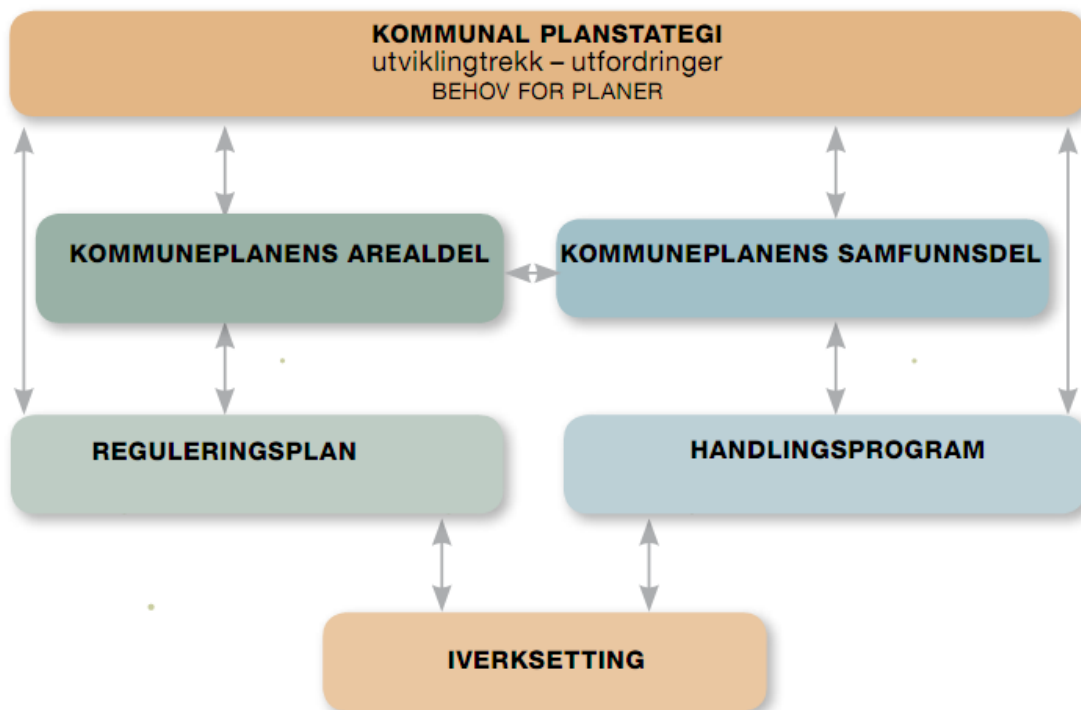 KOMMUNAL PLANSTATEGI
utviklingtrekk – utfordringer
BEHOV FOR PLANER
KOMMUNEPLANENS AREALDEL
KOMMUNEPLANENS SAMFUNNSDEL
REGULERINGSPLAN
HANDLINGSPROGRAM
IVERKSETTING